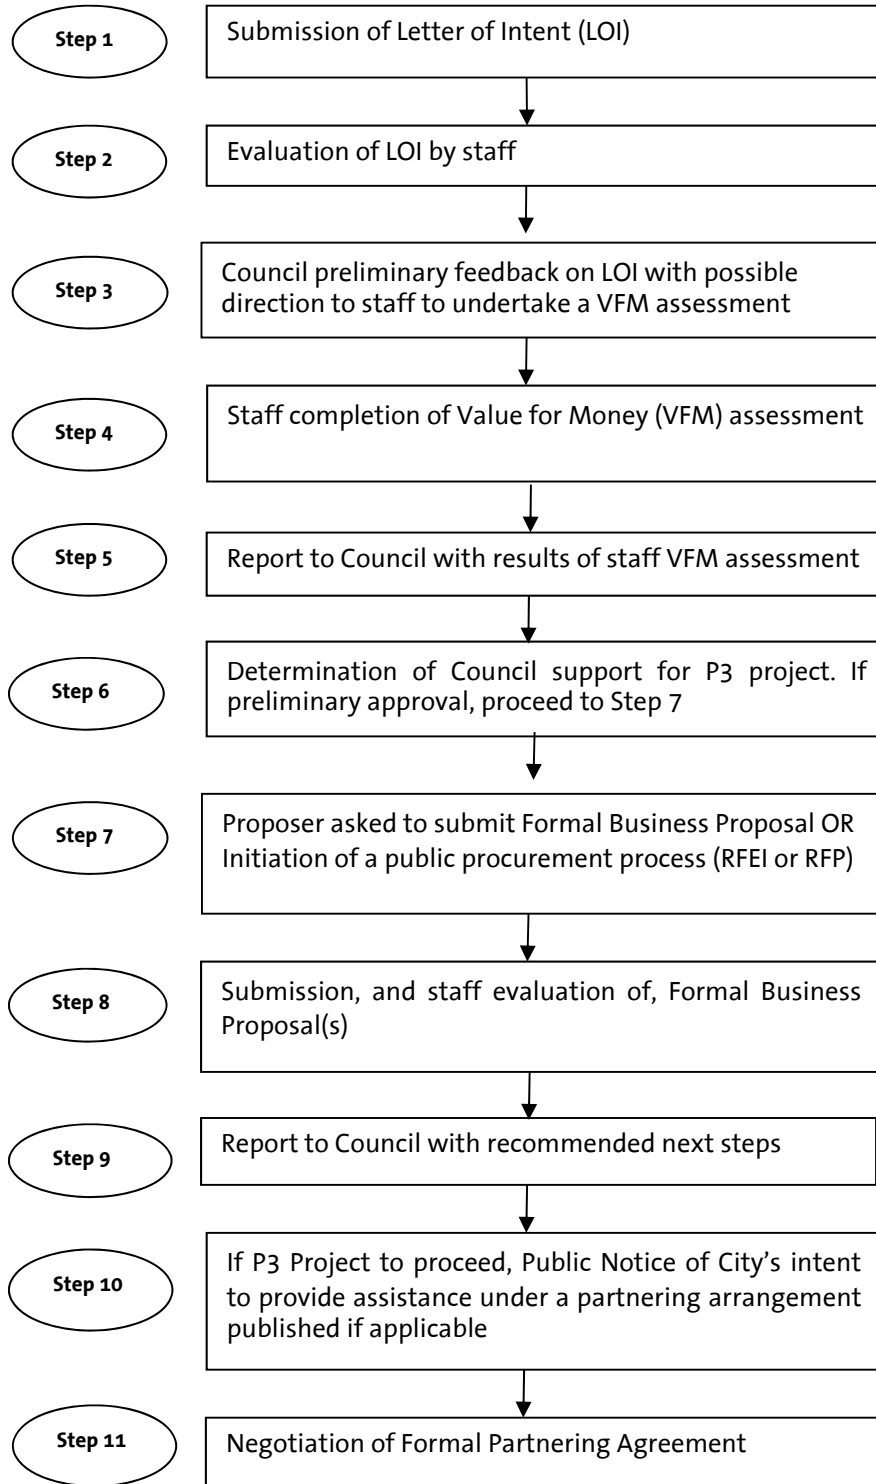 Step 1
Submission of Letter of Intent (LOI)
Step 2
Evaluation of LOI by staff
Step 3
Council preliminary feedback on LOI with possible
direction to staff to undertake a VFM assessment
Step 4
Staff completion of Value for Money (VFM) assessment
Step 5
Report to Council with results of staff VFM assessment
Step 6
Determination of Council support for P3 project. If
preliminary approval, proceed to Step 7
Step 7
Proposer asked to submit Formal Business Proposal OR
Initiation of a public procurement process (RFEI or RFP)
Step 8
Submission, and staff evaluation of, Formal Business
Proposal(s)
Step 9
Report to Council with recommended next steps
Step 10
If P3 Project to proceed, Public Notice of City’s intent
to provide assistance under a partnering arrangement
published if applicable
Step 11
Negotiation of Formal Partnering Agreement